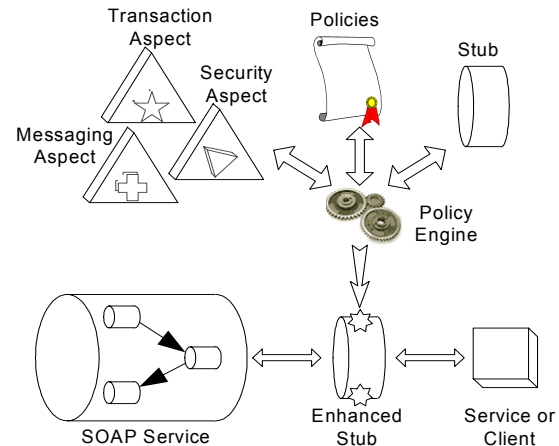 Transaction
Aspect
Policies
Stub
Security
Aspect
Messaging
Aspect
Policy
Engine
SOAP Service
Enhanced
Stub
Service or
Client